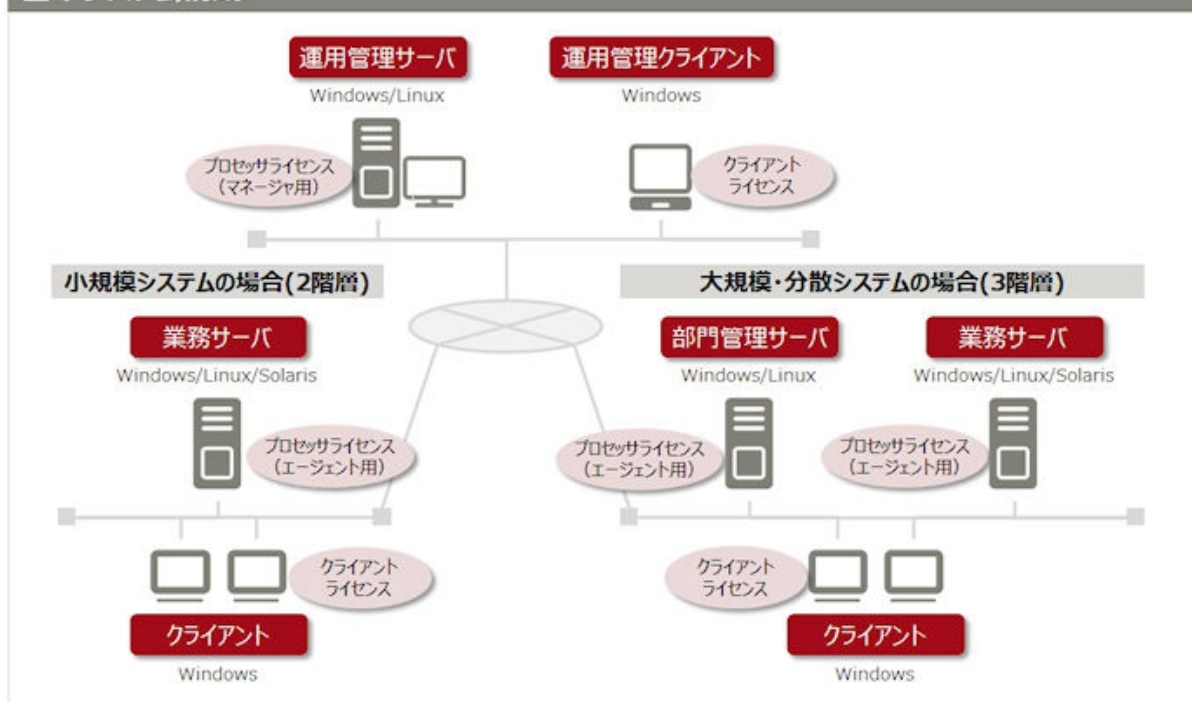 運用管理サーバ
運用管理クライアント
Windows/Linux
Windows
プロセッサライセンス
(マネージャ用)
クライアント
ライセンス
小規模システムの場合(2階層)
大規模・分散システムの場合(3階層)
業務サーバ
部門管理サーバ
業務サーバ
Windows/Linux/Solaris
Windows/Linux
Windows/Linux/Solaris
プロセッサライセンス
(エージェント用)
プロセッサライセンス
(エージェント用)
プロセッサライセンス
(エージェント用)
クライアント
ライセンス
クライアント
ライセンス
クライアント
クライアント
Windows
Windows